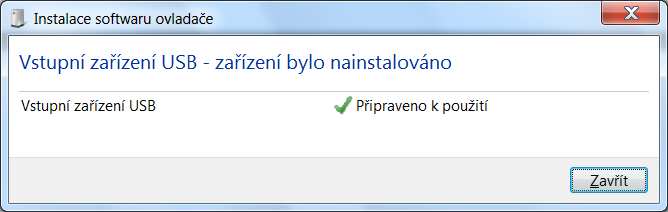 Instalace softwaru ovladače
Vstupní zařízení USB - zařízení bylo nainstalováno
Vstupní zařízení USB Připraveno k použití
Zavřít